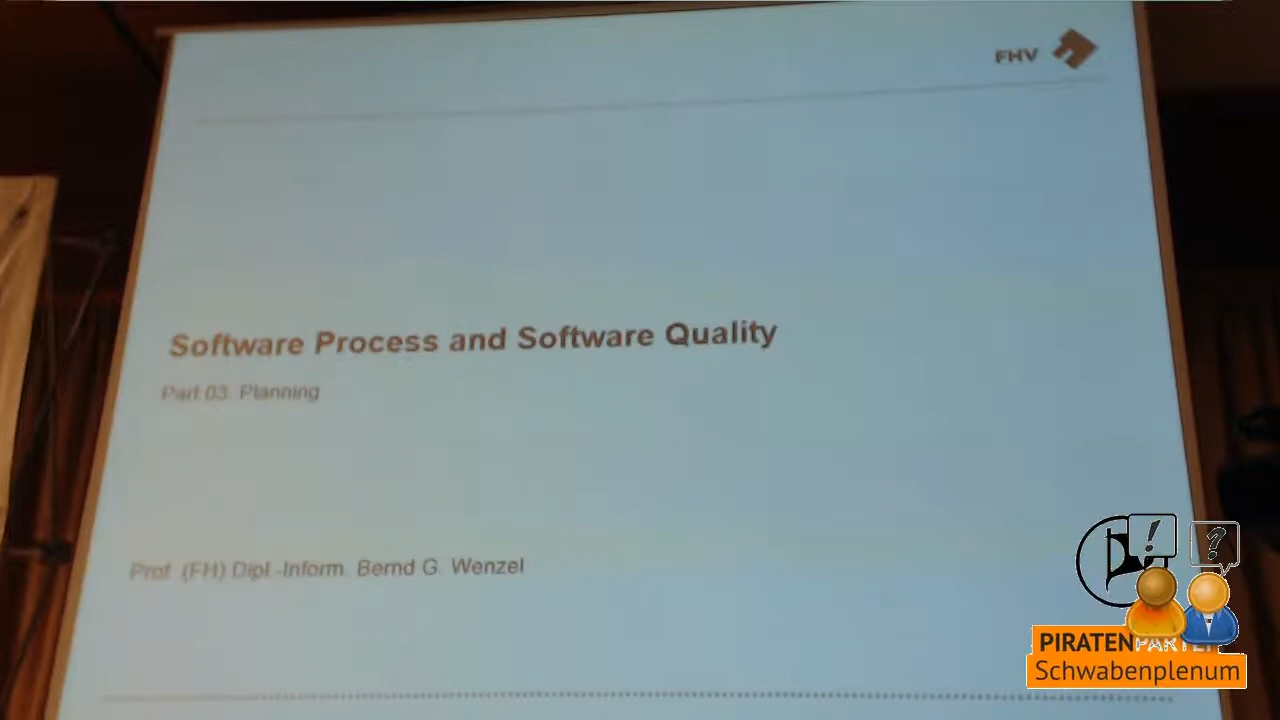 FHV
Software Process and Software Quality
Part 03: Planning
Prof. (FH) Dipl.-Inform. Bernd G. Wenzel
! ?
PIRATENPARTEI
Schwabenplenum